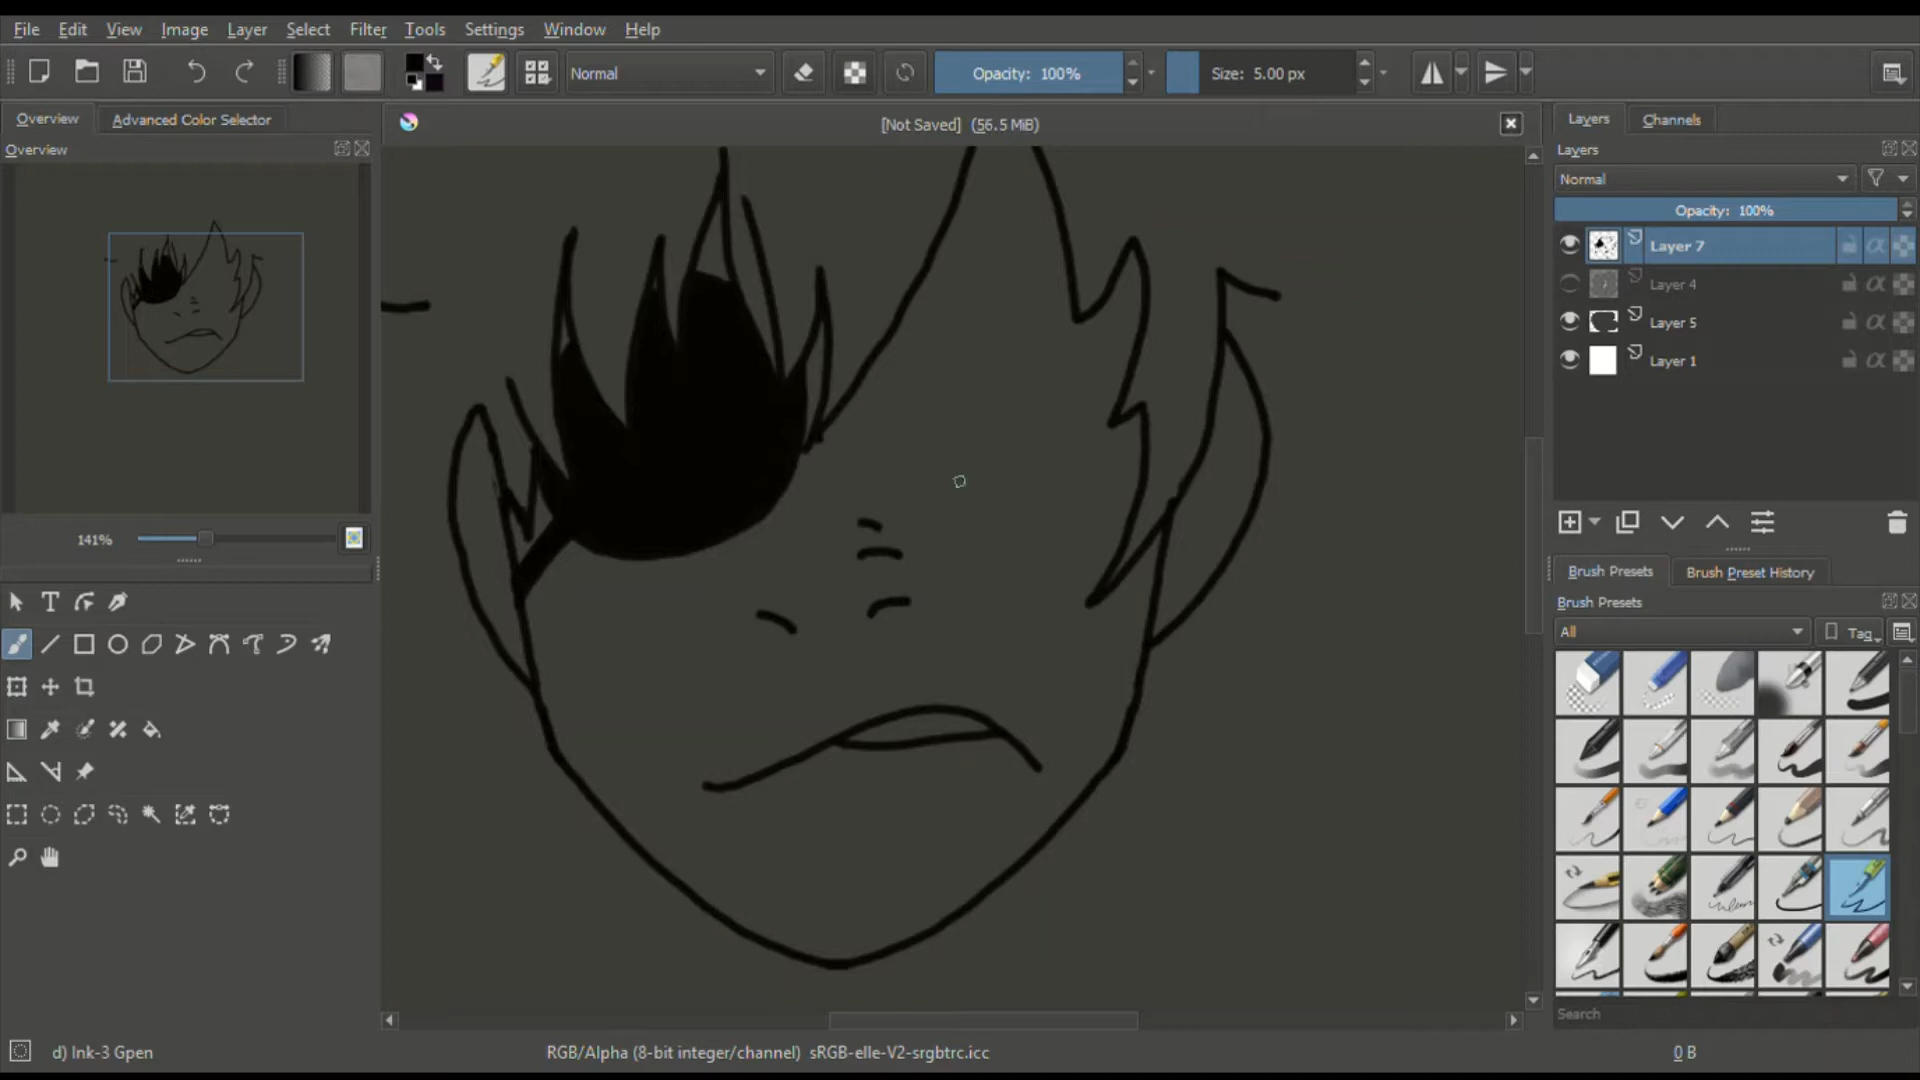 File Edit View Image Layer Select Filter Tools Settings Window Help
Normal
Opacity: 100%
Size: 5.00 px
Overview
Advanced Color Selector
[Not Saved] (56.5 MiB)
Layers
Channels
Overview
Layers
Normal
Opacity: 100%
Layer 7
Layer 4
Layer 5
Layer 1
141%
Brush Presets
Brush Preset History
Brush Presets
All
Tag
Search
d) Ink-3 Gpen
RGB/Alpha (8-bit integer/channel) sRGB-elle-V2-srgbtrc.icc
0 B